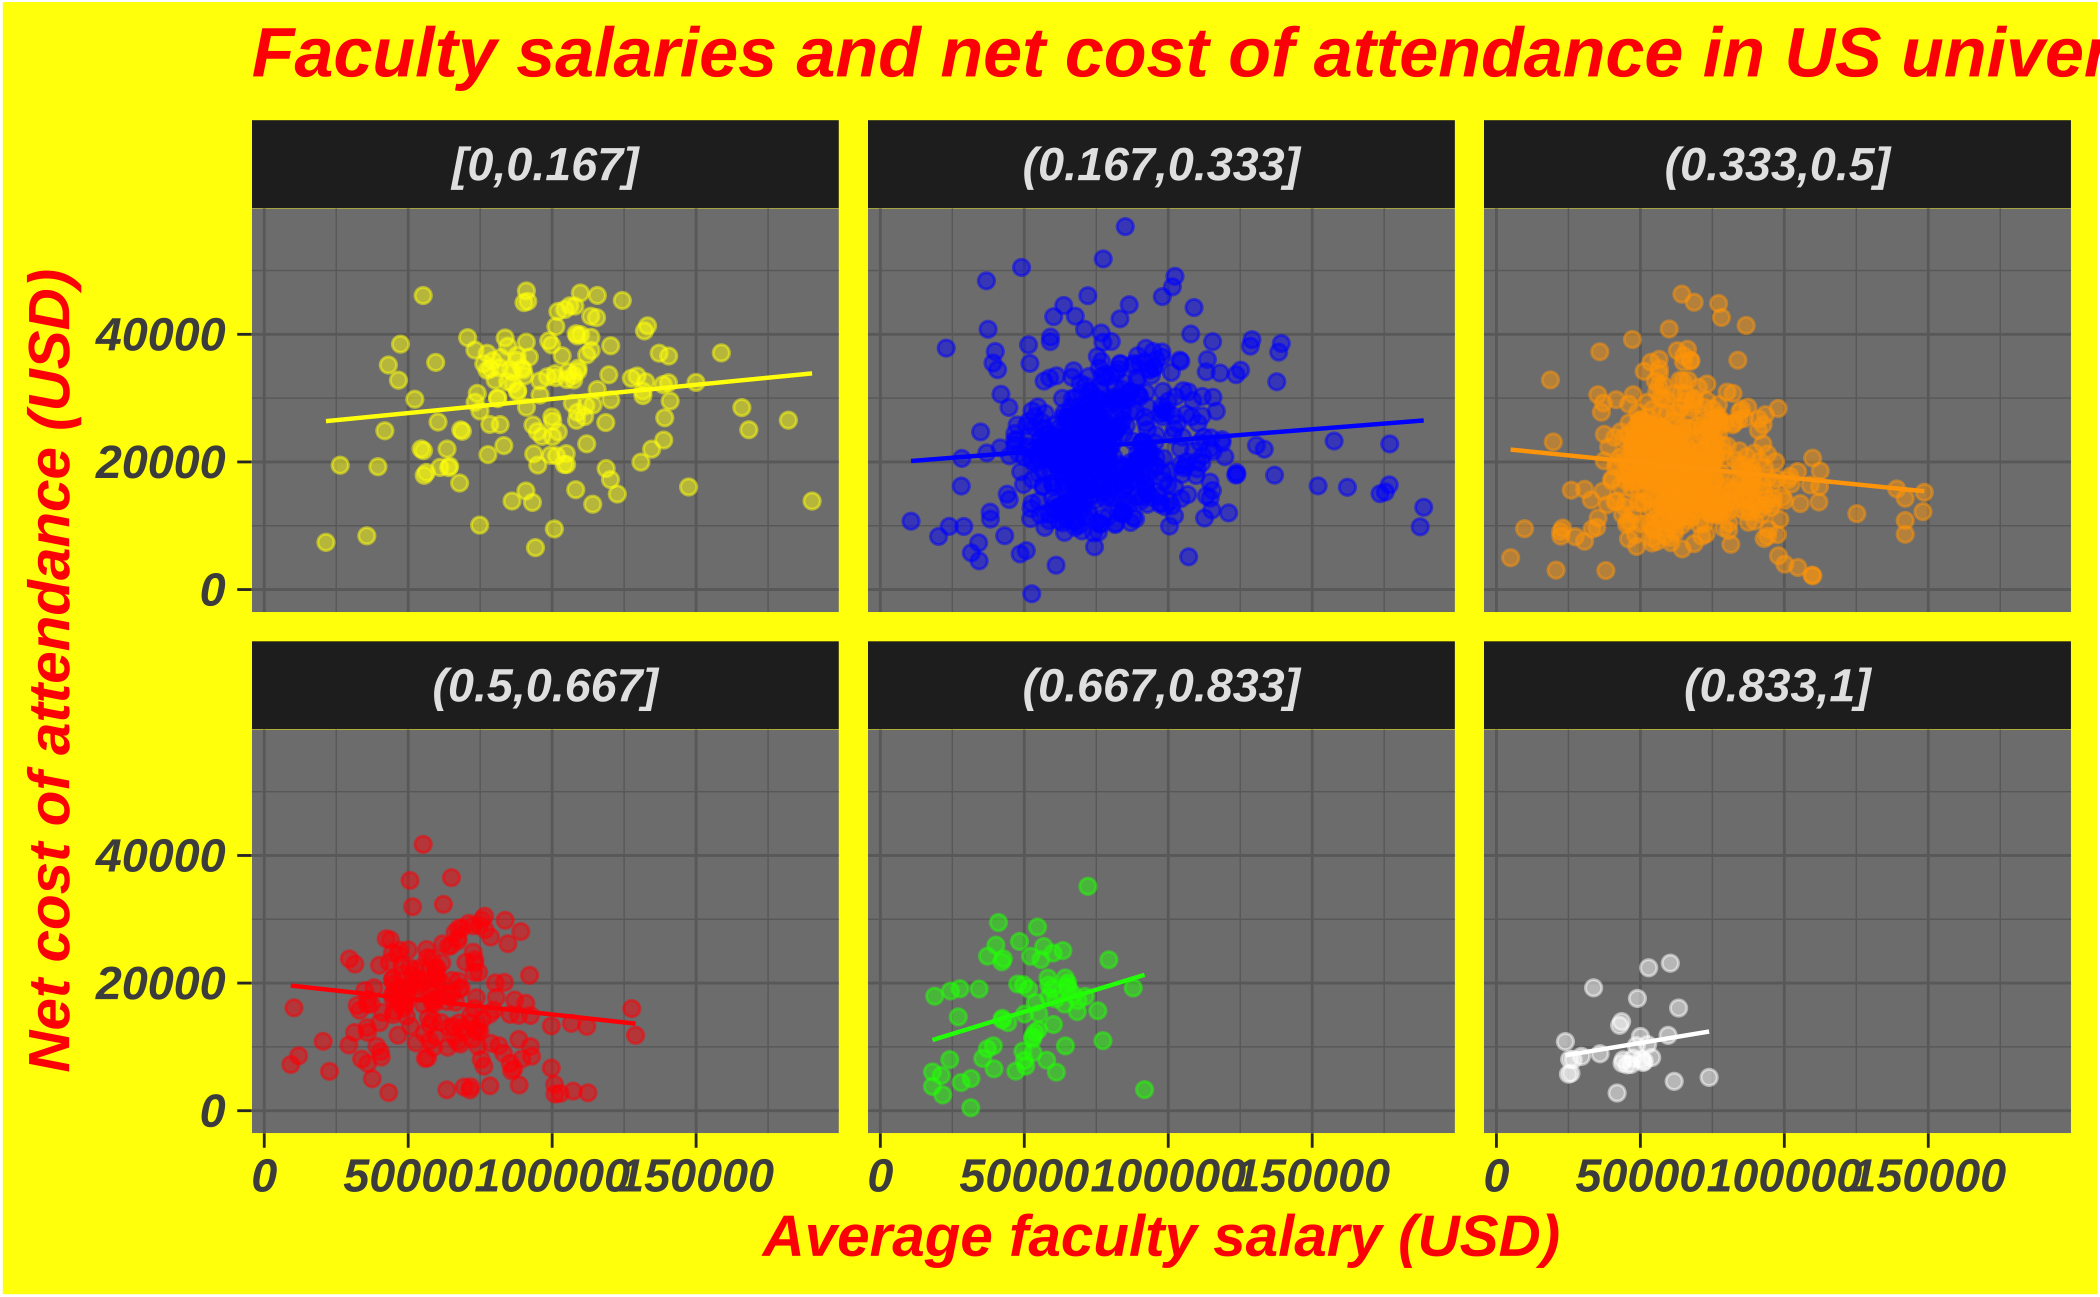 Faculty salaries and net cost of attendance in US univer
[0,0.167]
(0.167,0.333]
(0.333,0.5]
40000
20000
0
Net cost of attendance (USD)
(0.5,0.667]
(0.667,0.833]
(0.833,1]
40000
20000
0
0 50000 100000 150000
0 50000 100000 150000
0 50000 100000 150000
Average faculty salary (USD)